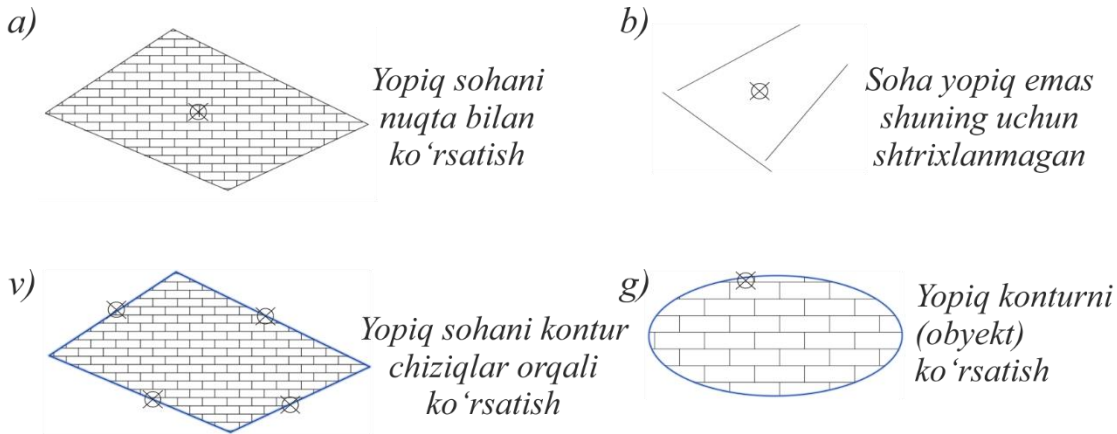 a)
Yopiq sohani
nuqta bilan
ko‘rsatish
b)
Soha yopiq emas
shuning uchun
shtrixlanmagan
v)
Yopiq sohani kontur
chiziqlar orqali
ko‘rsatish
g)
Yopiq konturni
(obyekt)
ko‘rsatish